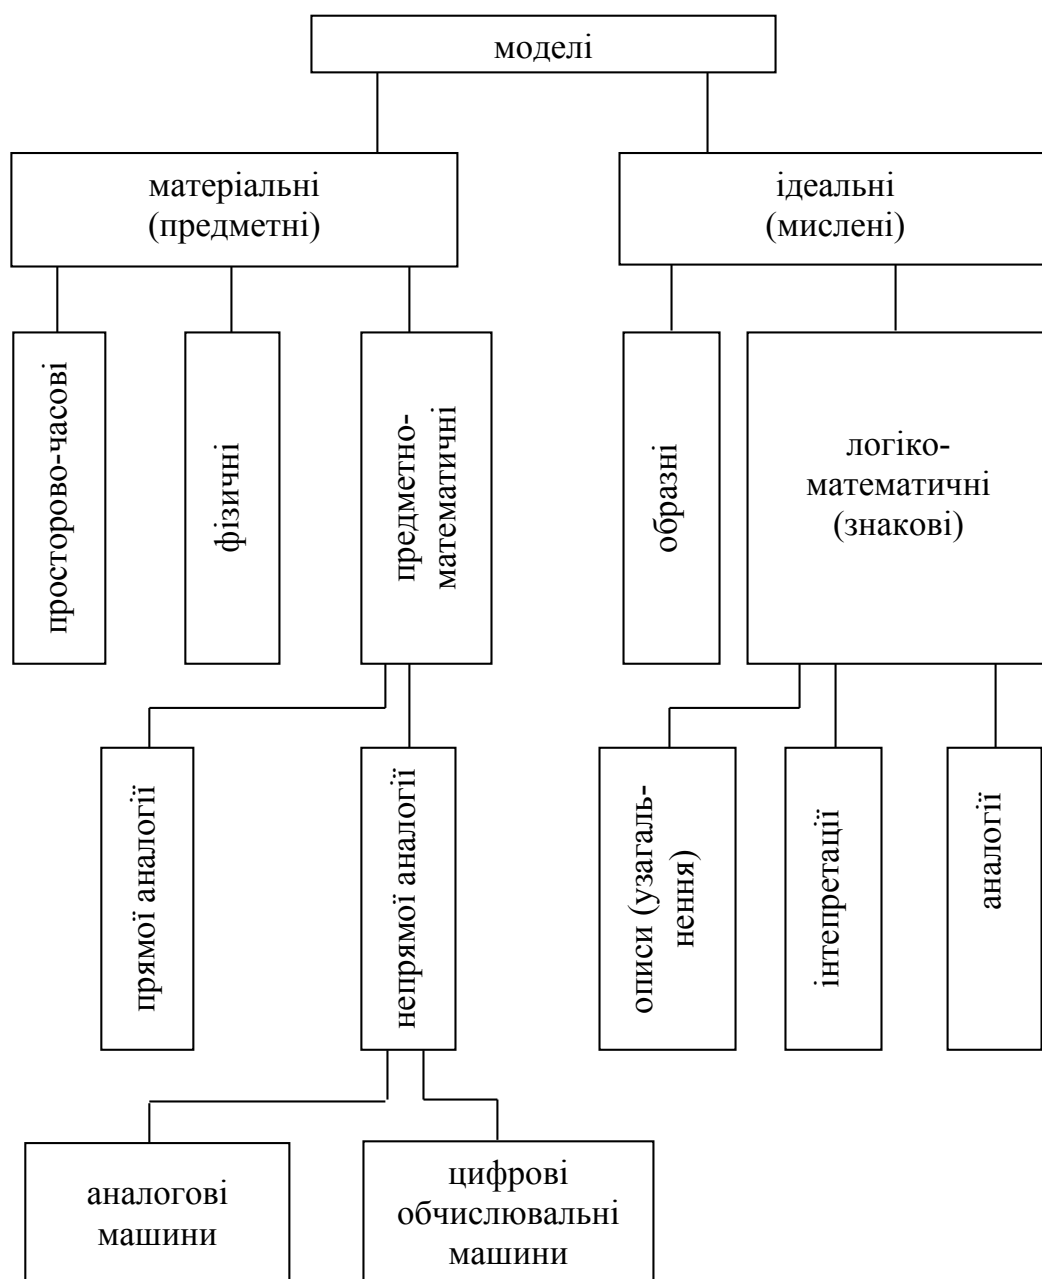 моделі
матеріальні
(предметні)
ідеальні
(мислені)
просторово-часові
фізичні
предметно-
математичні
образні
логіко-
математичні
(знакові)
прямої аналогії
непрямої аналогії
описи (узагаль-
нення)
інтепретації
аналогії
аналогові
машини
цифрові
обчислювальні
машини